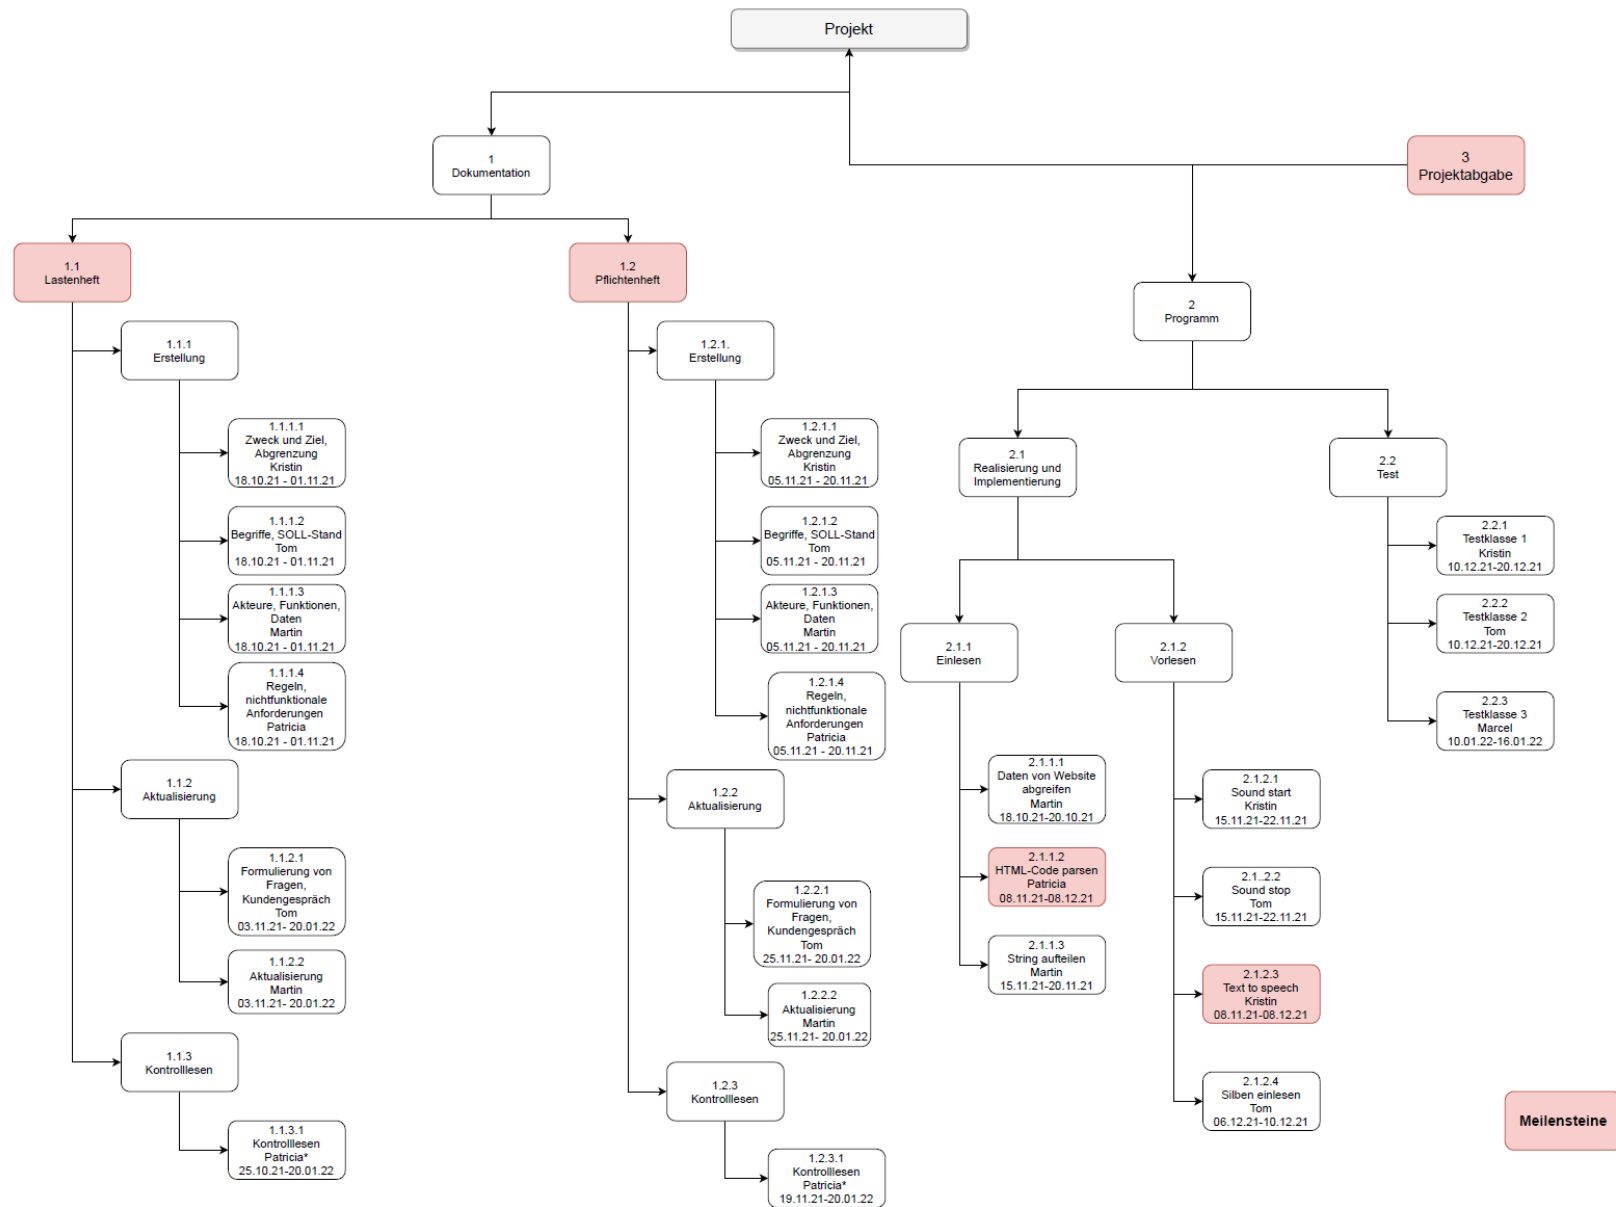 Projekt
1
Dokumentation
3
Projektabgabe
1.1
Lastenheft
1.2
Pflichtenheft
2
Programm
1.1.1
Erstellung
1.1.1.1
Zweck und Ziel,
Abgrenzung
Kristin
18.10.21 - 01.11.21
1.1.1.2
Begriffe, SOLL-Stand
Tom
18.10.21 - 01.11.21
1.1.1.3
Akteure, Funktionen,
Daten
Martin
18.10.21 - 01.11.21
1.1.1.4
Regeln,
nichtfunktionale
Anforderungen
Patricia
18.10.21 - 01.11.21
1.1.2
Aktualisierung
1.1.2.1
Formulierung von
Fragen,
Kundengespräch
Tom
03.11.21- 20.01.22
1.1.2.2
Aktualisierung
Martin
03.11.21- 20.01.22
1.1.3
Kontrolllesen
1.1.3.1
Kontrolllesen
Patricia*
25.10.21-20.01.22
1.2.1.
Erstellung
1.2.1.1
Zweck und Ziel,
Abgrenzung
Kristin
05.11.21 - 20.11.21
1.2.1.2
Begriffe, SOLL-Stand
Tom
05.11.21 - 20.11.21
1.2.1.3
Akteure, Funktionen,
Daten
Martin
05.11.21 - 20.11.21
1.2.1.4
Regeln,
nichtfunktionale
Anforderungen
Patricia
05.11.21 - 20.11.21
1.2.2
Aktualisierung
1.2.2.1
Formulierung von
Fragen,
Kundengespräch
Tom
25.11.21- 20.01.22
1.2.2.2
Aktualisierung
Martin
25.11.21- 20.01.22
1.2.3
Kontrolllesen
1.2.3.1
Kontrolllesen
Patricia*
19.11.21-20.01.22
2.1
Realisierung und
Implementierung
2.1.1
Einlesen
2.1.1.1
Daten von Website
abgreifen
Martin
18.10.21-20.10.21
2.1.1.2
HTML-Code parsen
Patricia
08.11.21-08.12.21
2.1.1.3
String aufteilen
Martin
15.11.21-20.11.21
2.1.2
Vorlesen
2.1.2.1
Sound start
Kristin
15.11.21-22.11.21
2.1..2.2
Sound stop
Tom
15.11.21-22.11.21
2.1.2.3
Text to speech
Kristin
08.11.21-08.12.21
2.1.2.4
Silben einlesen
Tom
06.12.21-10.12.21
2.2
Test
2.2.1
Testklasse 1
Kristin
10.12.21-20.12.21
2.2.2
Testklasse 2
Tom
10.12.21-20.12.21
2.2.3
Testklasse 3
Marcel
10.01.22-16.01.22
Meilensteine